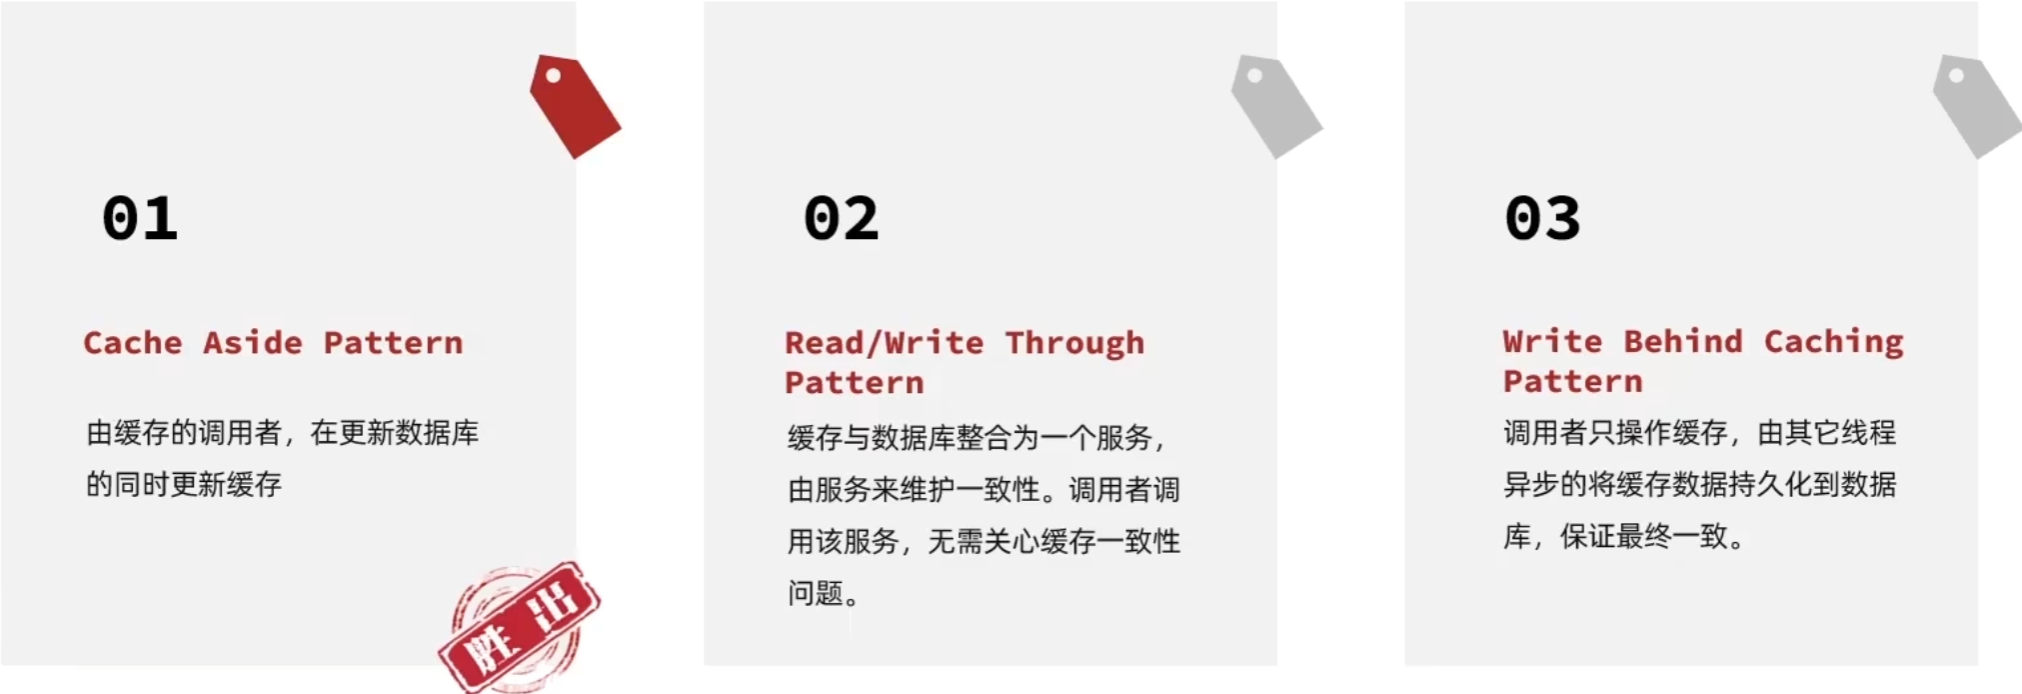 01
Cache Aside Pattern
由缓存的调用者，在更新数据库
的同时更新缓存
胜出
02
Read/Write Through
Pattern
缓存与数据库整合为一个服务，
由服务来维护一致性。调用者调
用该服务，无需关心缓存一致性
问题。
03
Write Behind Caching
Pattern
调用者只操作缓存，由其它线程
异步的将缓存数据持久化到数据
库，保证最终一致。